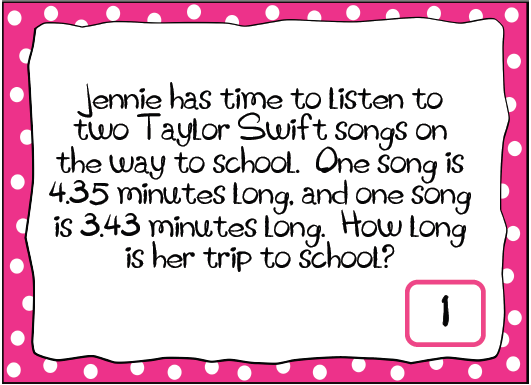 Jennie has time to listen to
two Taylor Swift songs on
the way to school. One song is
4.35 minutes long, and one song
is 3.43 minutes long. How long
is her trip to school?
1